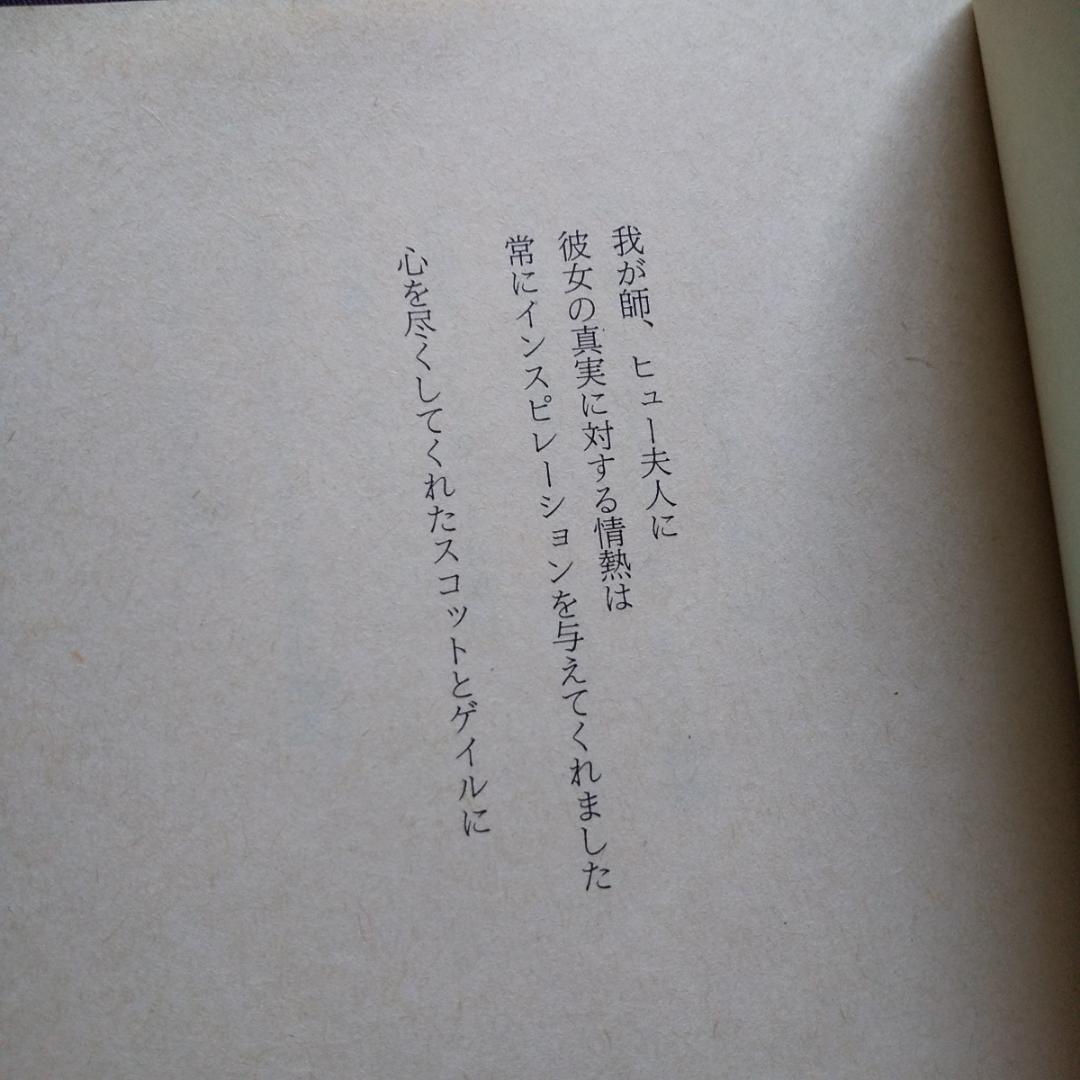 我が師、ヒュー夫人に
彼女の真実に対する情熱は
常にインスピレーションを与えてくれました
心を尽くしてくれたスコットとゲイルに